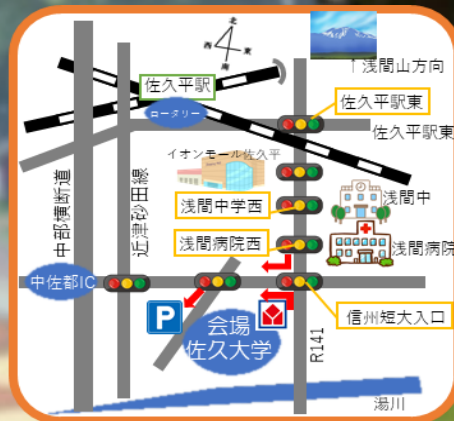 北
西 東
南
↑浅間山方向
佐久平駅
ロータリー
佐久平駅東
佐久平駅東
イオンモール佐久平
浅間中
浅間中学西
浅間病院西
浅間病院
中部横断道
近津砂田線
中佐都IC
P
会場
佐久大学
信州短大入口
R141
湯川